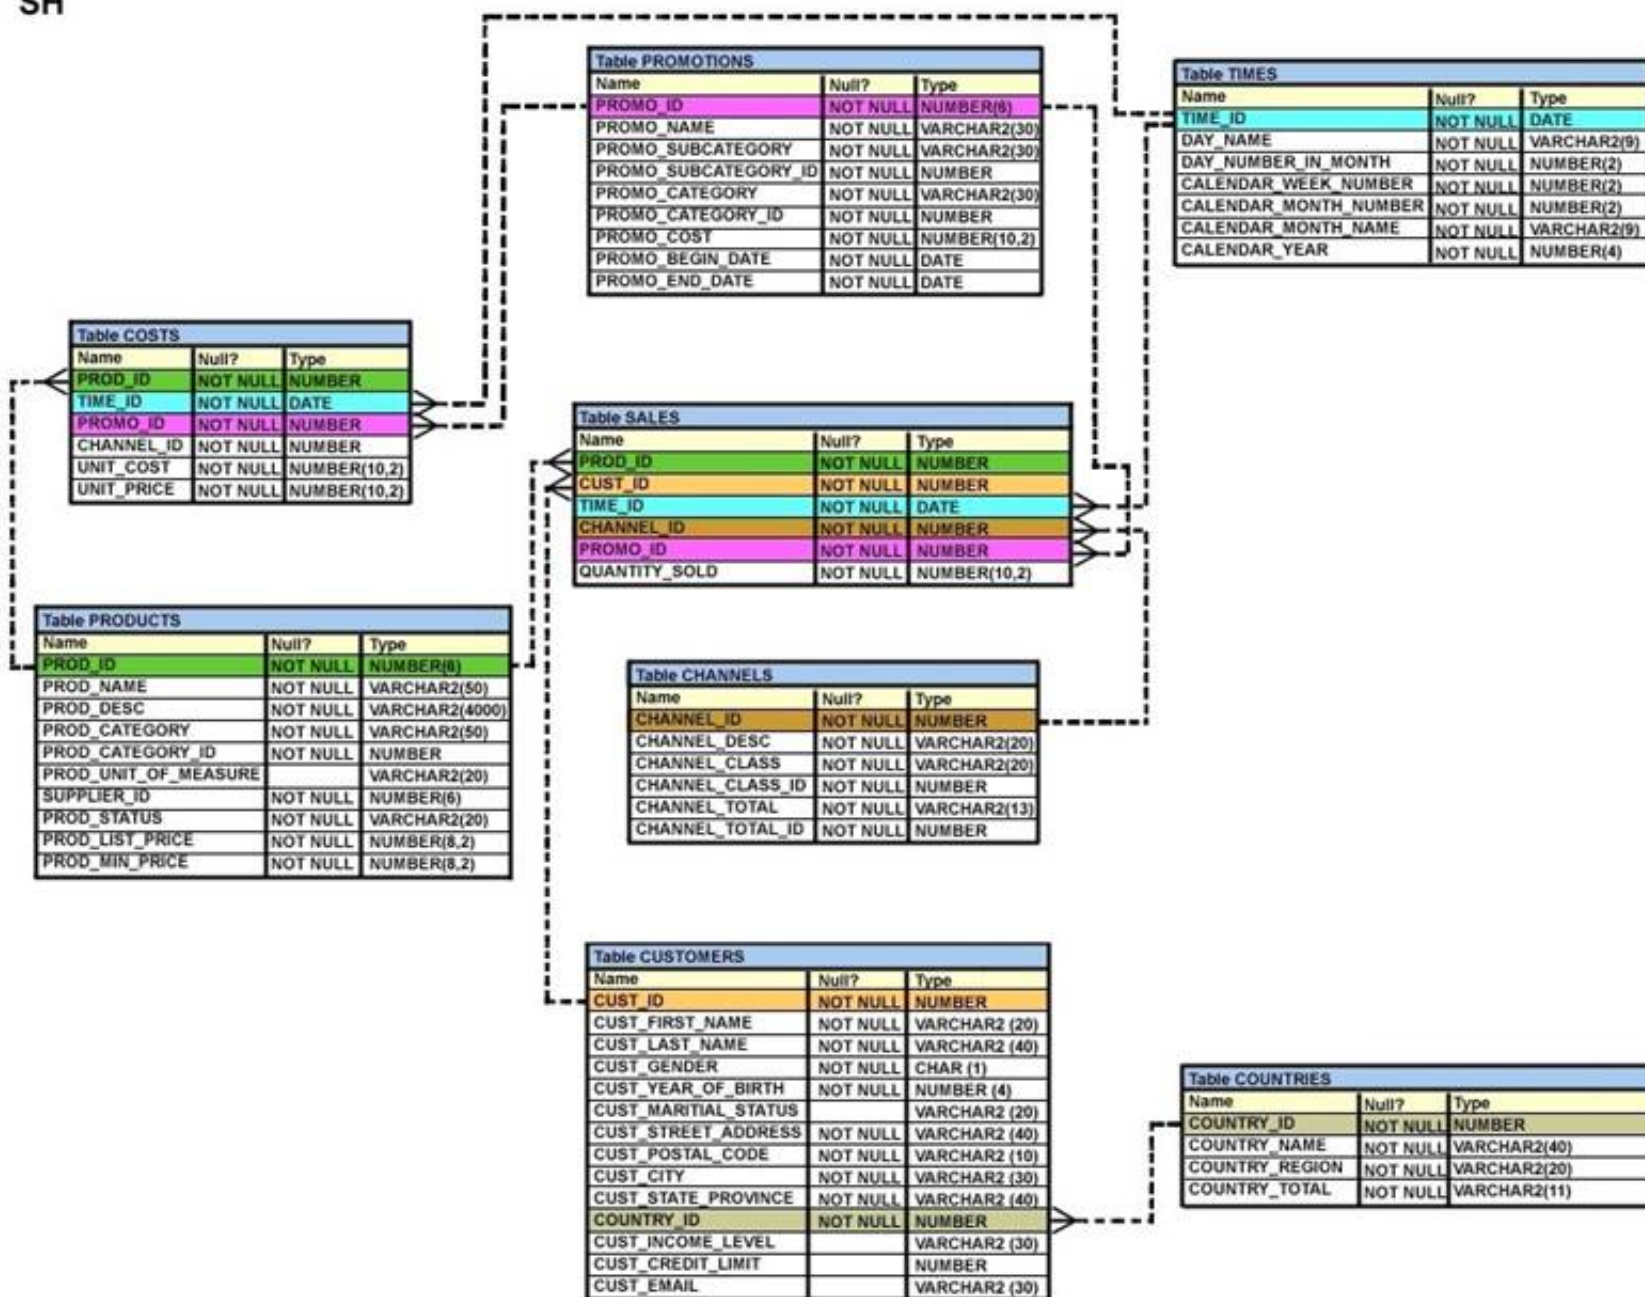 SH
Table PROMOTIONS
Name Null? Type
PROMO_ID NOT NULL NUMBER(6)
PROMO_NAME NOT NULL VARCHAR2(30)
PROMO_SUBCATEGORY NOT NULL VARCHAR2(30)
PROMO_SUBCATEGORY_ID NOT NULL NUMBER
PROMO_CATEGORY NOT NULL VARCHAR2(30)
PROMO_CATEGORY_ID NOT NULL NUMBER
PROMO_COST NOT NULL NUMBER(10,2)
PROMO_BEGIN_DATE NOT NULL DATE
PROMO_END_DATE NOT NULL DATE
Table TIMES
Name Null? Type
TIME_ID NOT NULL DATE
DAY_NAME NOT NULL VARCHAR2(9)
DAY_NUMBER_IN_MONTH NOT NULL NUMBER(2)
CALENDAR_WEEK_NUMBER NOT NULL NUMBER(2)
CALENDAR_MONTH_NUMBER NOT NULL NUMBER(2)
CALENDAR_MONTH_NAME NOT NULL VARCHAR2(9)
CALENDAR_YEAR NOT NULL NUMBER(4)
Table COSTS
Name Null? Type
PROD_ID NOT NULL NUMBER
TIME_ID NOT NULL DATE
PROMO_ID NOT NULL NUMBER
CHANNEL_ID NOT NULL NUMBER
UNIT_COST NOT NULL NUMBER(10,2)
UNIT_PRICE NOT NULL NUMBER(10,2)
Table SALES
Name Null? Type
PROD_ID NOT NULL NUMBER
CUST_ID NOT NULL NUMBER
TIME_ID NOT NULL DATE
CHANNEL_ID NOT NULL NUMBER
PROMO_ID NOT NULL NUMBER
QUANTITY_SOLD NOT NULL NUMBER(10,2)
Table PRODUCTS
Name Null? Type
PROD_ID NOT NULL NUMBER(6)
PROD_NAME NOT NULL VARCHAR2(50)
PROD_DESC NOT NULL VARCHAR2(4000)
PROD_CATEGORY NOT NULL VARCHAR2(50)
PROD_CATEGORY_ID NOT NULL NUMBER
PROD_UNIT_OF_MEASURE VARCHAR2(20)
SUPPLIER_ID NOT NULL NUMBER(6)
PROD_STATUS NOT NULL VARCHAR2(20)
PROD_LIST_PRICE NOT NULL NUMBER(8,2)
PROD_MIN_PRICE NOT NULL NUMBER(8,2)
Table CHANNELS
Name Null? Type
CHANNEL_ID NOT NULL NUMBER
CHANNEL_DESC NOT NULL VARCHAR2(20)
CHANNEL_CLASS NOT NULL VARCHAR2(20)
CHANNEL_CLASS_ID NOT NULL NUMBER
CHANNEL_TOTAL NOT NULL VARCHAR2(13)
CHANNEL_TOTAL_ID NOT NULL NUMBER
Table CUSTOMERS
Name Null? Type
CUST_ID NOT NULL NUMBER
CUST_FIRST_NAME NOT NULL VARCHAR2 (20)
CUST_LAST_NAME NOT NULL VARCHAR2 (40)
CUST_GENDER NOT NULL CHAR (1)
CUST_YEAR_OF_BIRTH NOT NULL NUMBER (4)
CUST_MARITIAL_STATUS VARCHAR2 (20)
CUST_STREET_ADDRESS NOT NULL VARCHAR2 (40)
CUST_POSTAL_CODE NOT NULL VARCHAR2 (10)
CUST_CITY NOT NULL VARCHAR2 (30)
CUST_STATE_PROVINCE NOT NULL VARCHAR2 (40)
COUNTRY_ID NOT NULL NUMBER
CUST_INCOME_LEVEL VARCHAR2 (30)
CUST_CREDIT_LIMIT NUMBER
CUST_EMAIL VARCHAR2 (30)
Table COUNTRIES
Name Null? Type
COUNTRY_ID NOT NULL NUMBER
COUNTRY_NAME NOT NULL VARCHAR2(40)
COUNTRY_REGION NOT NULL VARCHAR2(20)
COUNTRY_TOTAL NOT NULL VARCHAR2(11)